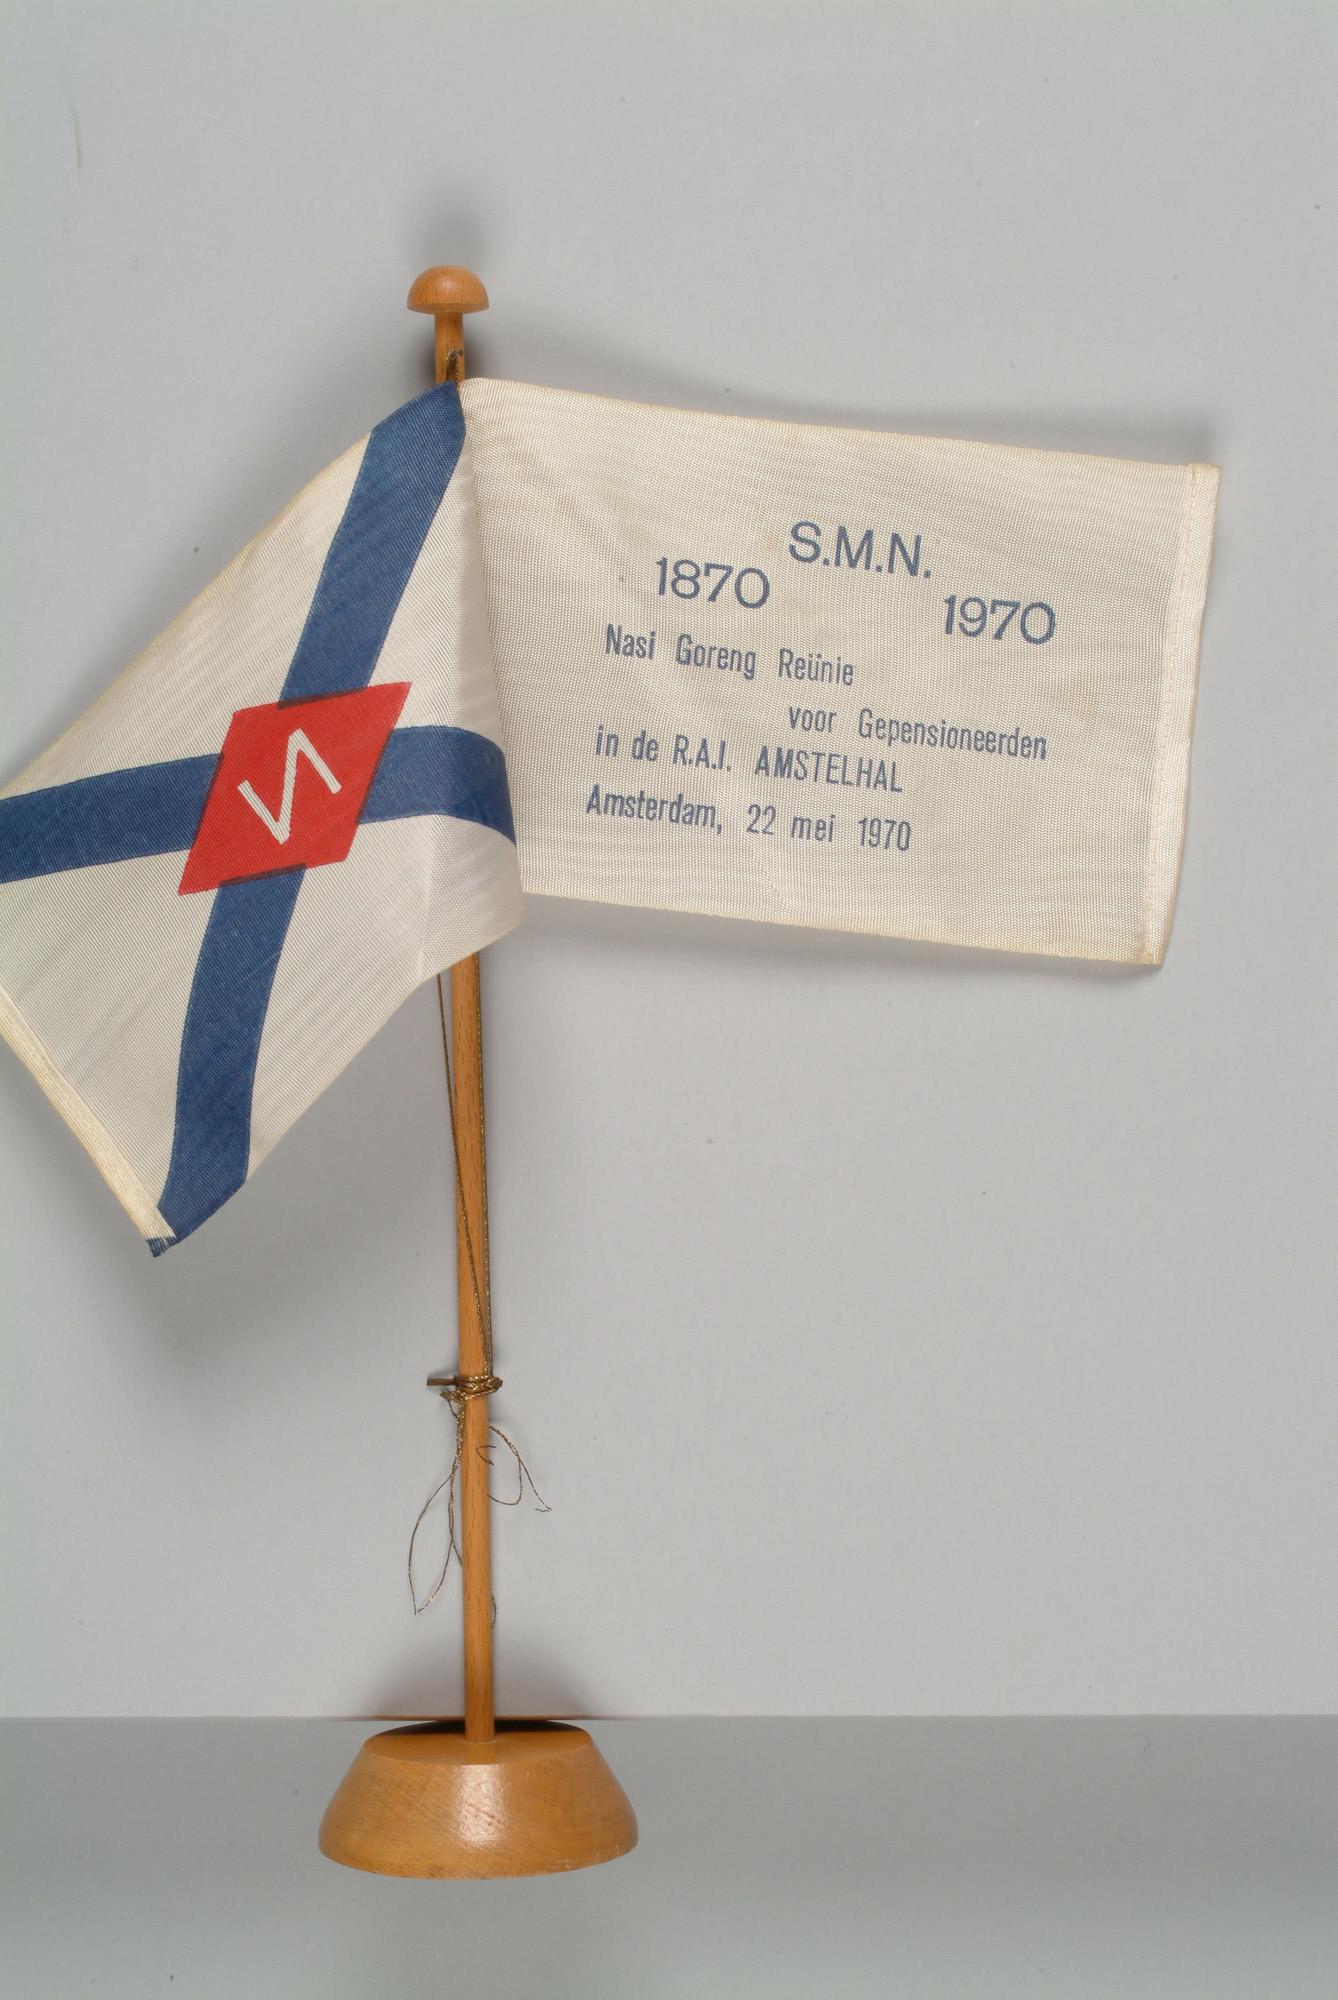 S.M.N.
1870 1970
Nasi Goreng Reünie
voor Gepensioneerden
in de R.A.I. AMSTELHAL
Amsterdam, 22 mei 1970
N